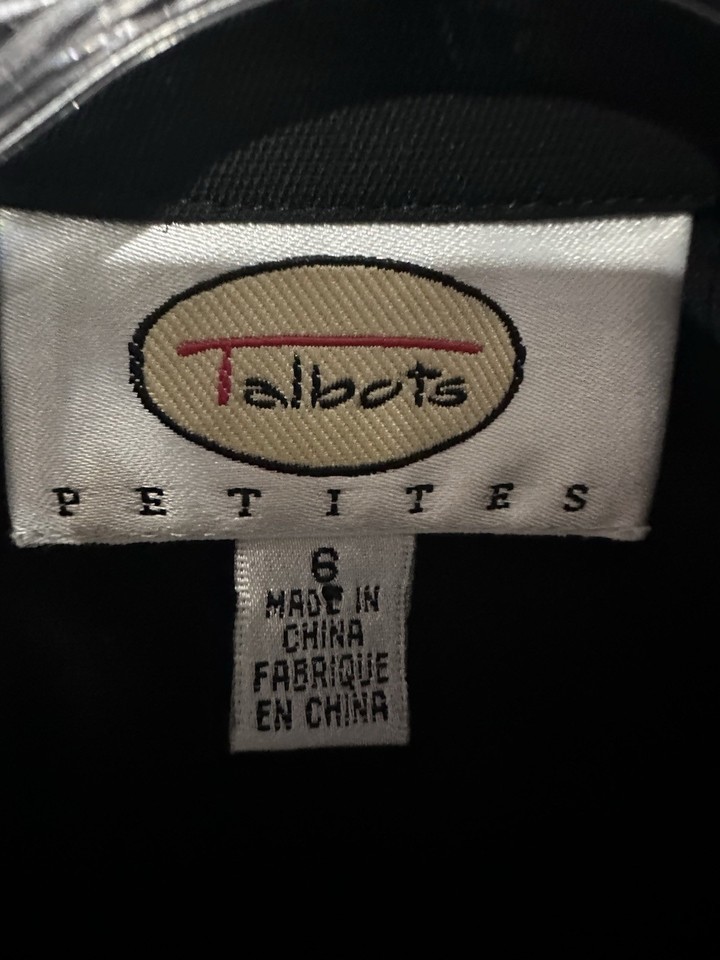 Talbots
PETITES
6
MADE IN
CHINA
FABRIQUE
EN CHINA